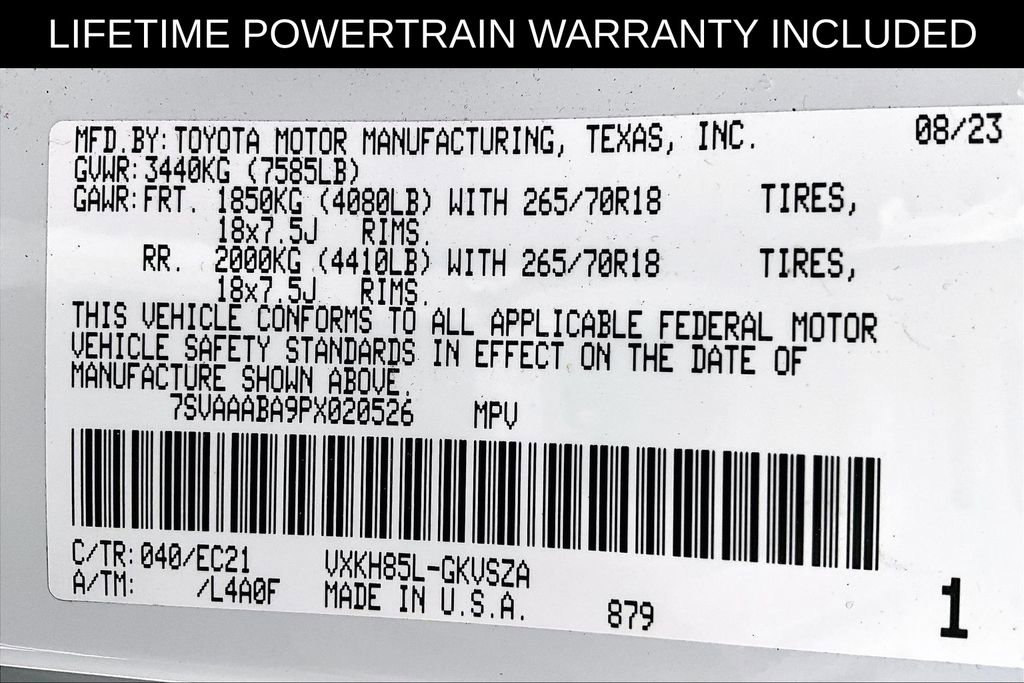 LIFETIME POWERTRAIN WARRANTY INCLUDED
MFD.BY: TOYOTA MOTOR MANUFACTURING, TEXAS, INC. 08/23
GVWR: 3440KG (7585LB)
GAWR: FRT. 1850KG (4080LB) WITH 265/70R18 TIRES,
18x7.5J RIMS.
RR. 2000KG (4410LB) WITH 265/70R18 TIRES,
18x7.5J RIMS.
THIS VEHICLE CONFORMS TO ALL APPLICABLE FEDERAL MOTOR
VEHICLE SAFETY STANDARDS IN EFFECT ON THE DATE OF
MANUFACTURE SHOWN ABOVE.
7SVAAABA9PX020526 MPV
C/TR: 040/EC21 VXKH85L-GKVSZA
A/TM: /L4A0F MADE IN U.S.A. 879 1